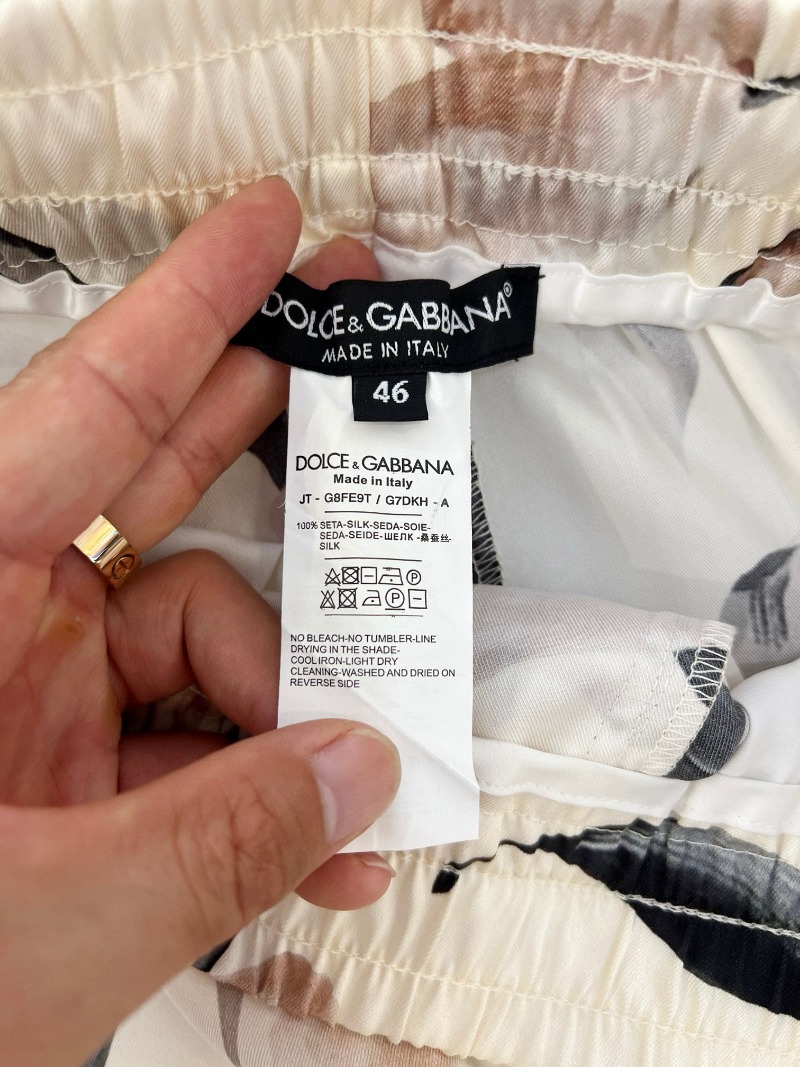 DOLCE & GABBANA®
MADE IN ITALY
46
DOLCE & GABBANA
Made in Italy
JT - G8FE9T / G7DKH - A
100% SETA-SILK-SEDA-SOIE-
SEDA-SEIDE-ШЕЛК -桑蚕丝-
SILK
P
P
NO BLEACH-NO TUMBLER-LINE
DRYING IN THE SHADE-
COOLIRON-LIGHT DRY
CLEANING-WASHED AND DRIED ON
REVERSE SIDE